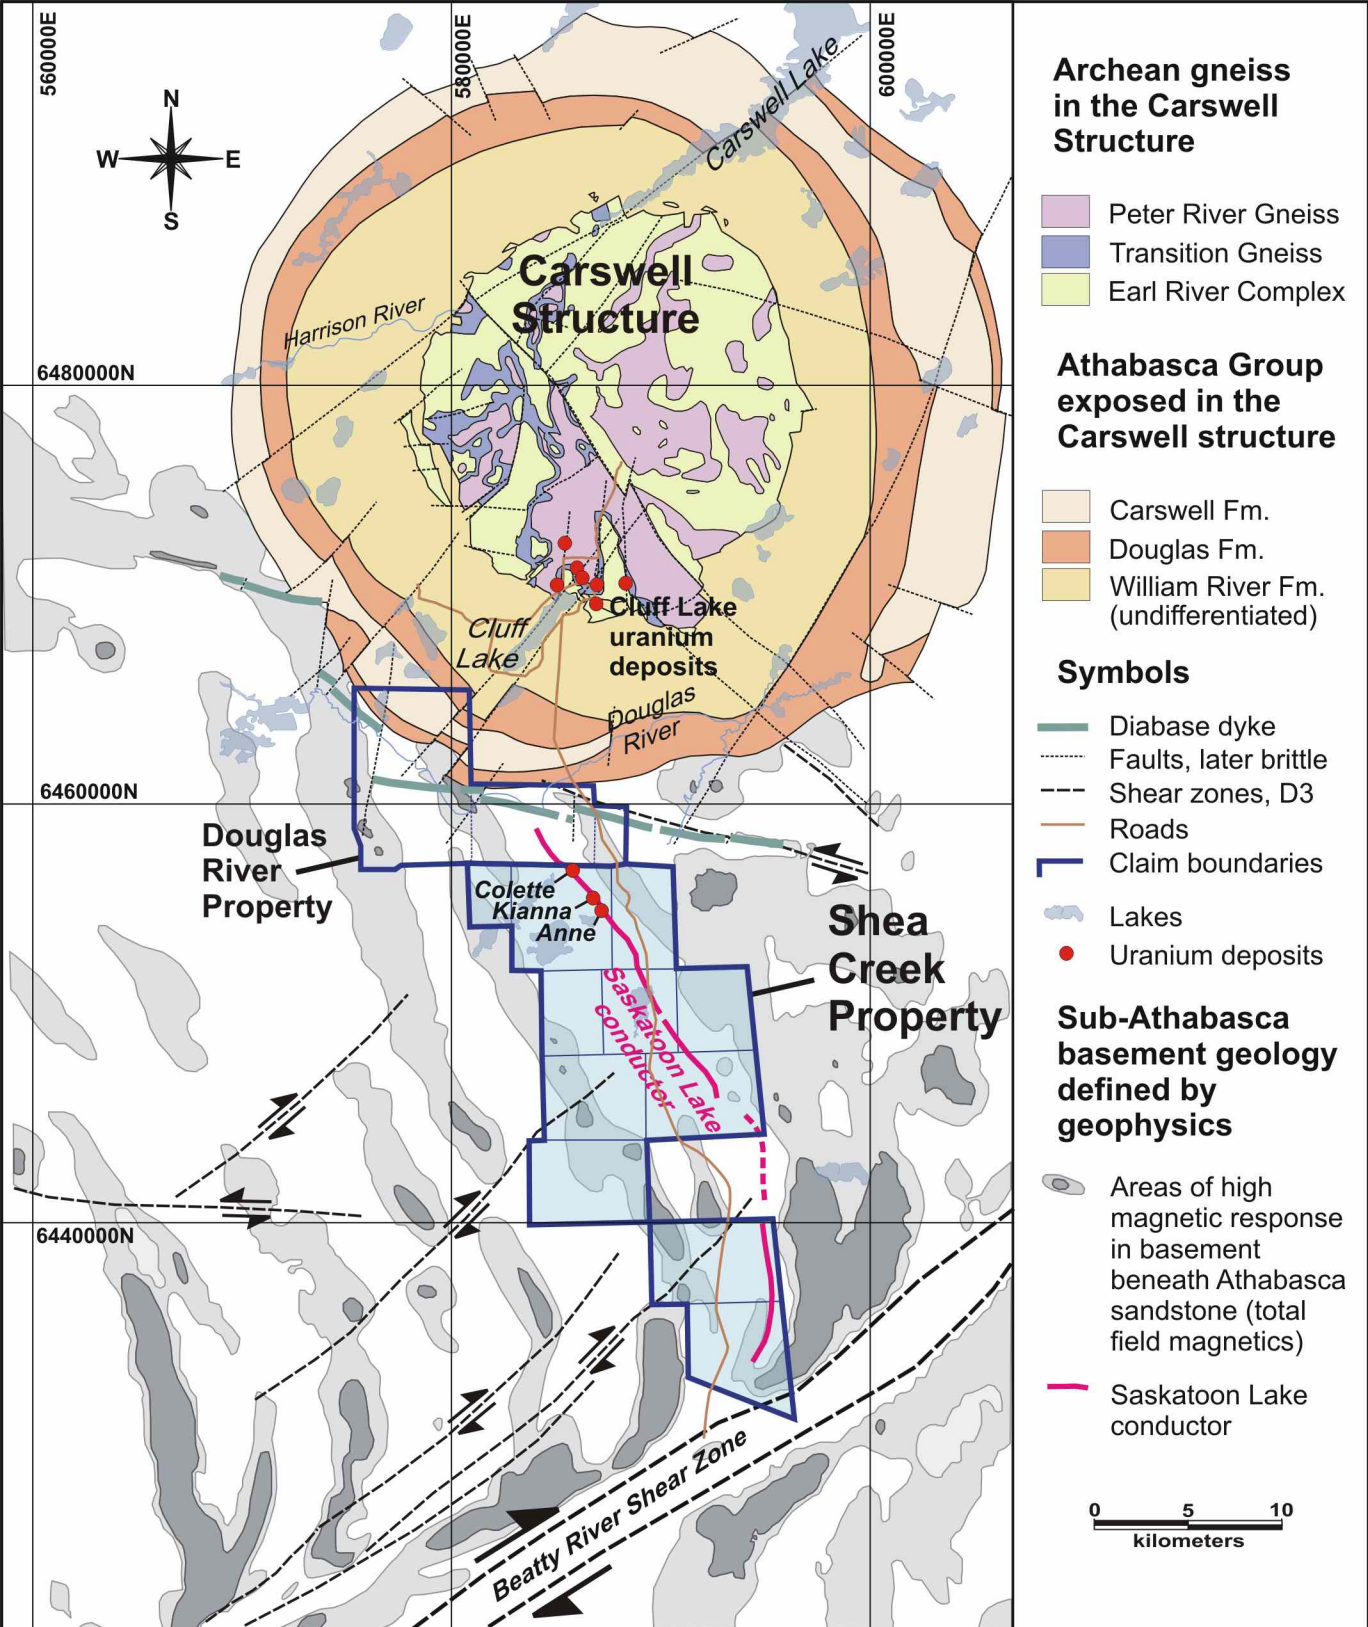 560000E
580000E
600000E
N
W E
S
Carswell Lake
Carswell
Structure
Harrison River
6480000N
Cluff Lake
uranium
deposits
Cluff
Lake
Douglas
River
6460000N
Douglas
River
Property
Colette
Kianna
Anne
Shea
Creek
Property
Saskatoon Lake
conductor
6440000N
Beatty River Shear Zone
Archean gneiss
in the Carswell
Structure
Peter River Gneiss
Transition Gneiss
Earl River Complex
Athabasca Group
exposed in the
Carswell structure
Carswell Fm.
Douglas Fm.
William River Fm.
(undifferentiated)
Symbols
Diabase dyke
Faults, later brittle
Shear zones, D3
Roads
Claim boundaries
Lakes
Uranium deposits
Sub-Athabasca
basement geology
defined by
geophysics
Areas of high
magnetic response
in basement
beneath Athabasca
sandstone (total
field magnetics)
Saskatoon Lake
conductor
0 5 10
kilometers